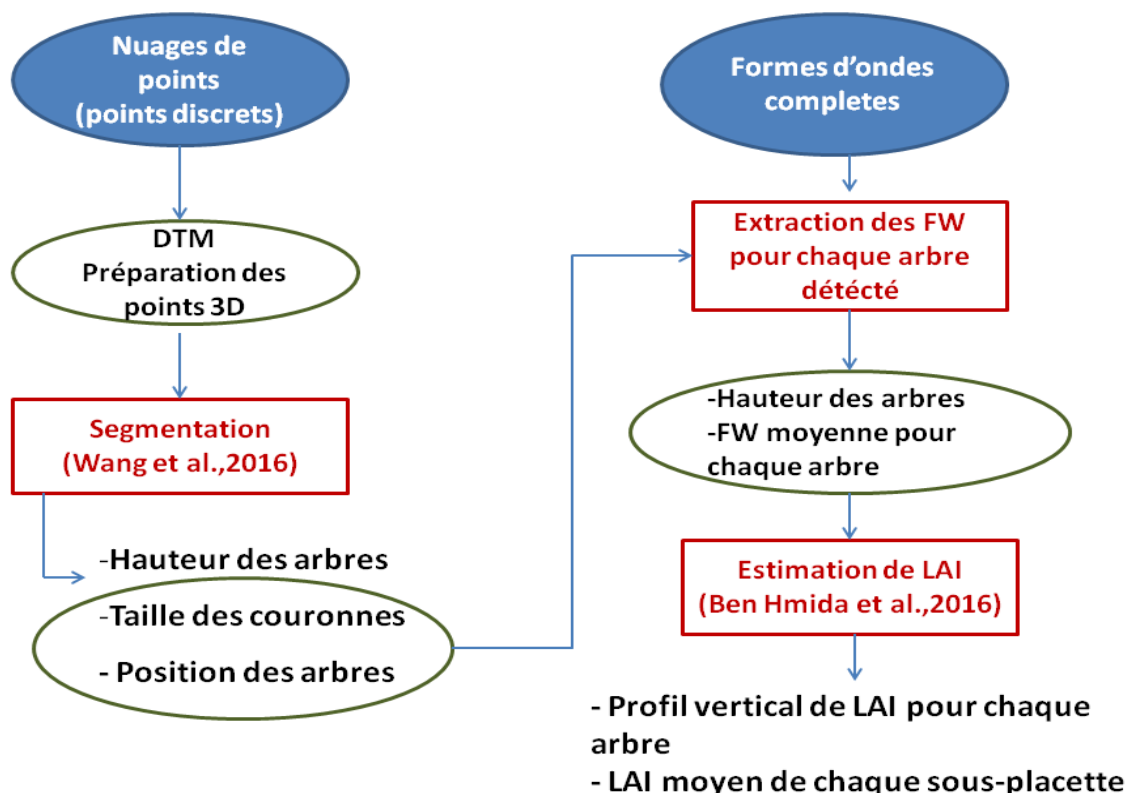 Nuages de
points
(points discrets)
DTM
Préparation des
points 3D
Segmentation
(Wang et al.,2016)
-Hauteur des arbres
-Taille des couronnes
- Position des arbres
Formes d'ondes
completes
Extraction des FW
pour chaque arbre
détécté
-Hauteur des arbres
-FW moyenne pour
chaque arbre
Estimation de LAI
(Ben Hmida et al.,2016)
- Profil vertical de LAI pour chaque
arbre
- LAI moyen de chaque sous-placette